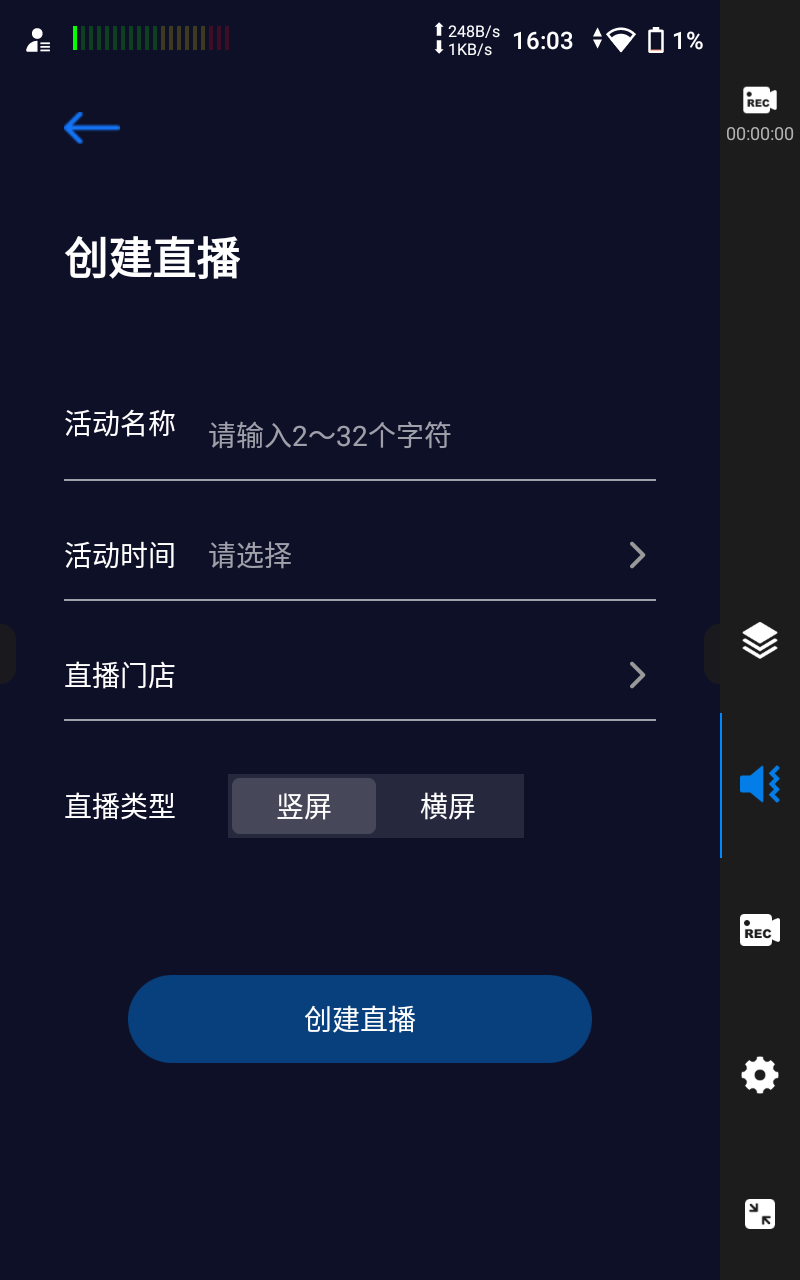 248B/s
1KB/s
16:03
1%
REC
00:00:00
创建直播
活动名称 请输入2～32个字符
活动时间 请选择
直播门店
直播类型 竖屏 横屏
REC
创建直播